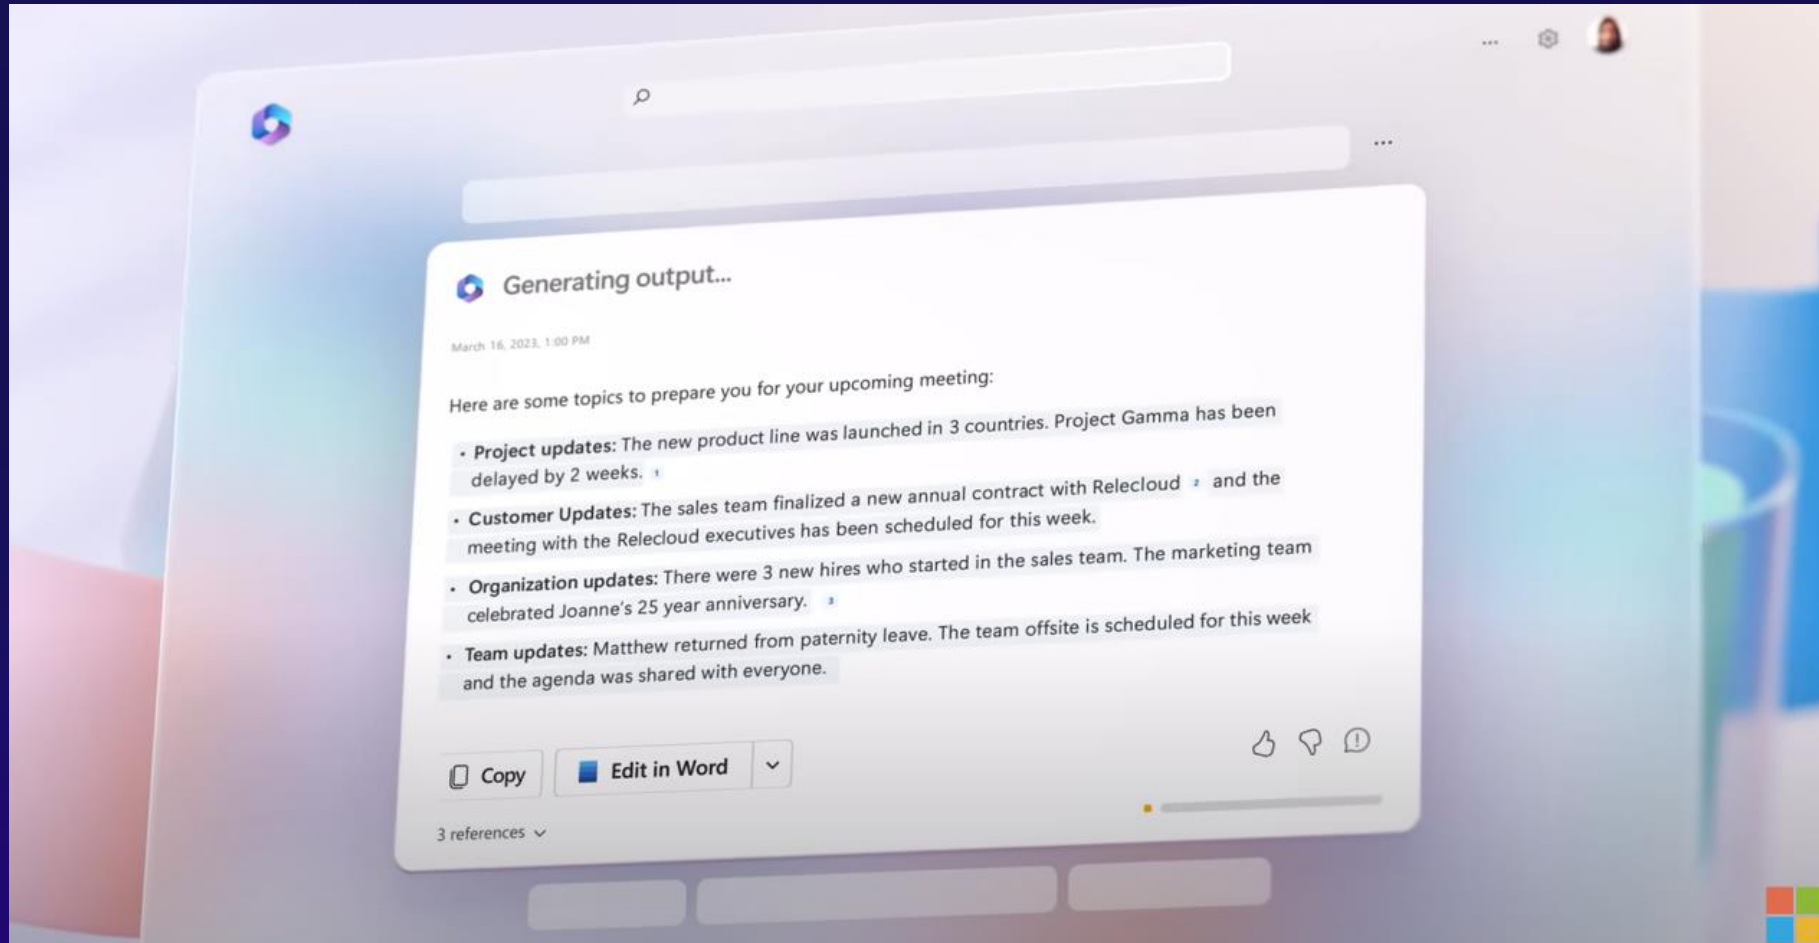 Generating output...
March 16, 2023, 1:00 PM
Here are some topics to prepare you for your upcoming meeting:
• Project updates: The new product line was launched in 3 countries. Project Gamma has been
delayed by 2 weeks. 1
• Customer Updates: The sales team finalized a new annual contract with Relecloud 2 and the
meeting with the Relecloud executives has been scheduled for this week.
• Organization updates: There were 3 new hires who started in the sales team. The marketing team
celebrated Joanne's 25 year anniversary. 3
• Team updates: Matthew returned from paternity leave. The team offsite is scheduled for this week
and the agenda was shared with everyone.
Copy
Edit in Word
3 references